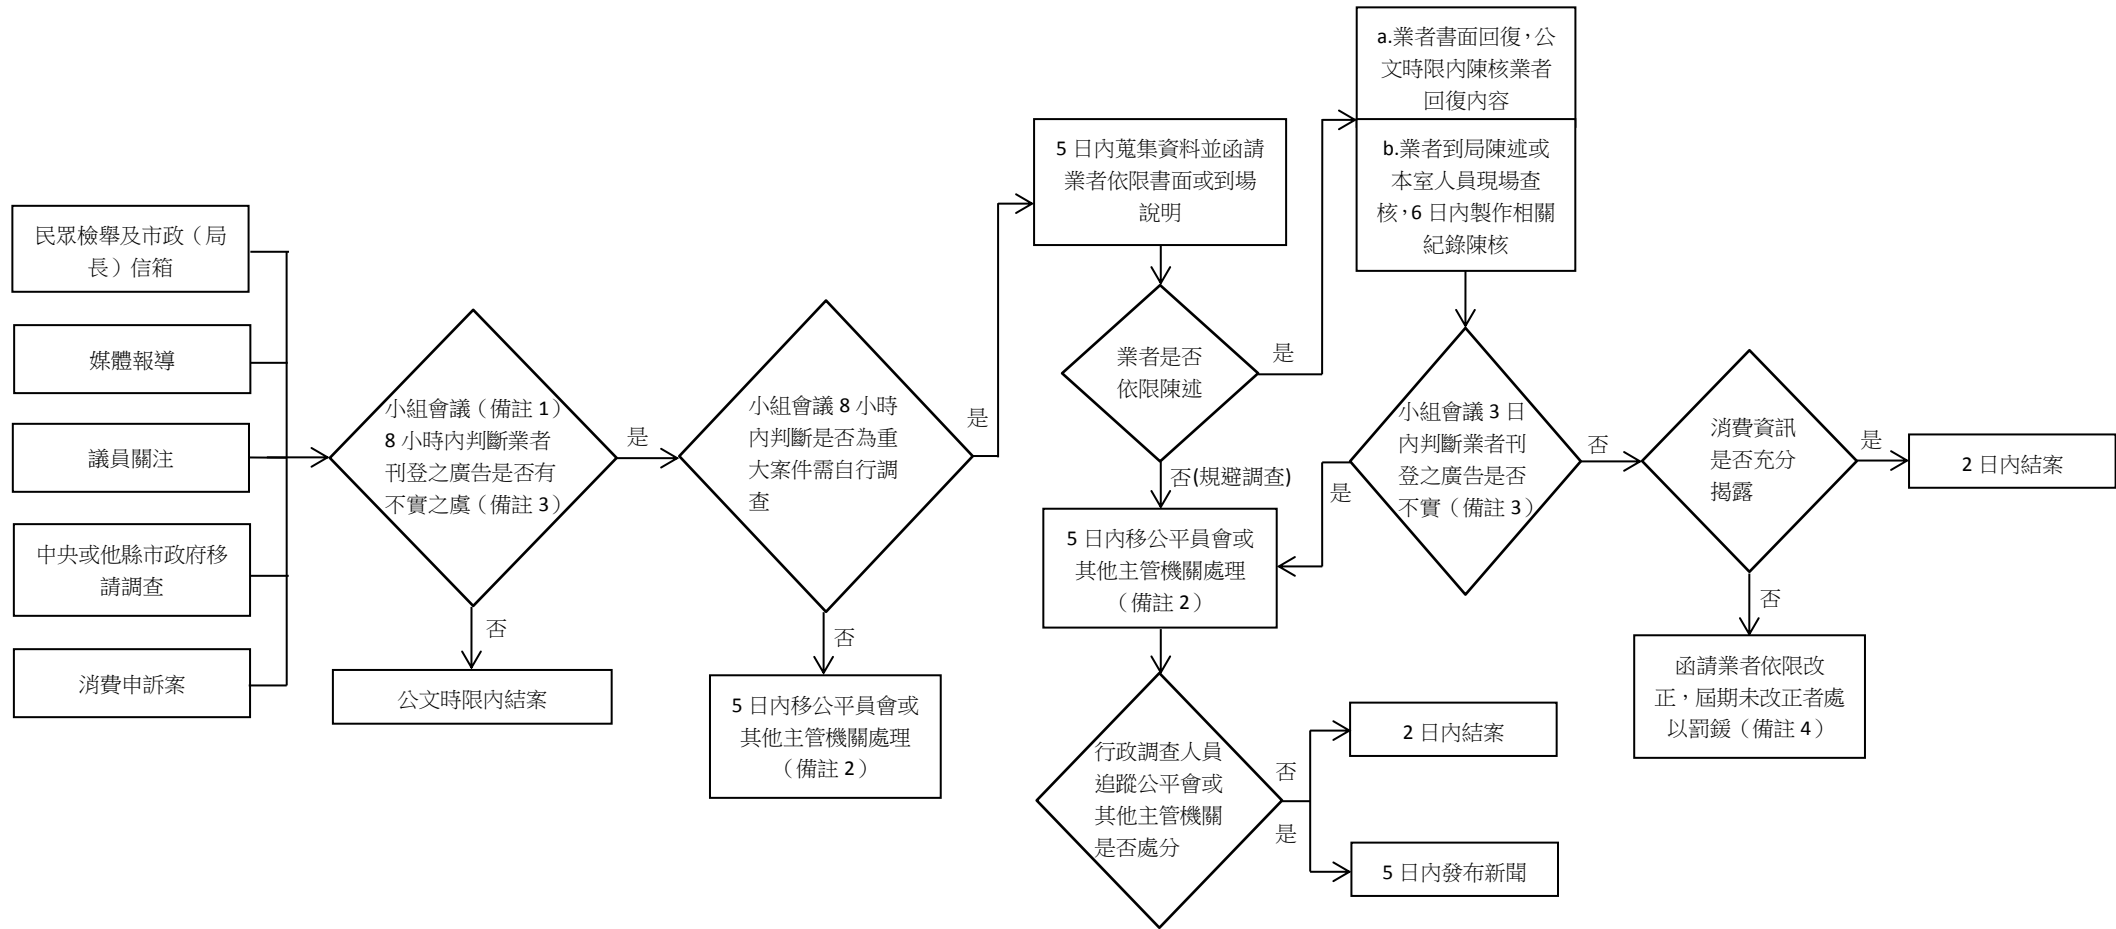 民眾檢舉及市政（局
長）信箱
媒體報導
議員關注
中央或他縣市政府移
請調查
消費申訴案
小組會議（備註 1）
8 小時內判斷業者
刊登之廣告是否有
不實之虞（備註 3）
是
否
公文時限內結案
小組會議 8 小時
內判斷是否為重
大案件需自行調
查
是
否
5 日內移公平員會或
其他主管機關處理
（備註 2）
5 日內蒐集資料並函請
業者依限書面或到場
說明
業者是否
依限陳述
是
否(規避調查)
5 日內移公平員會或
其他主管機關處理
（備註 2）
行政調查人員
追蹤公平會或
其他主管機關
是否處分
否
是
2 日內結案
5 日內發布新聞
a.業者書面回復，公
文時限內陳核業者
回復內容
b.業者到局陳述或
本室人員現場查
核，6 日內製作相關
紀錄陳核
小組會議 3 日
內判斷業者刊
登之廣告是否
不實（備註 3）
是
否
消費資訊
是否充分
揭露
是
2 日內結案
否
函請業者依限改
正，屆期未改正者處
以罰鍰（備註 4）